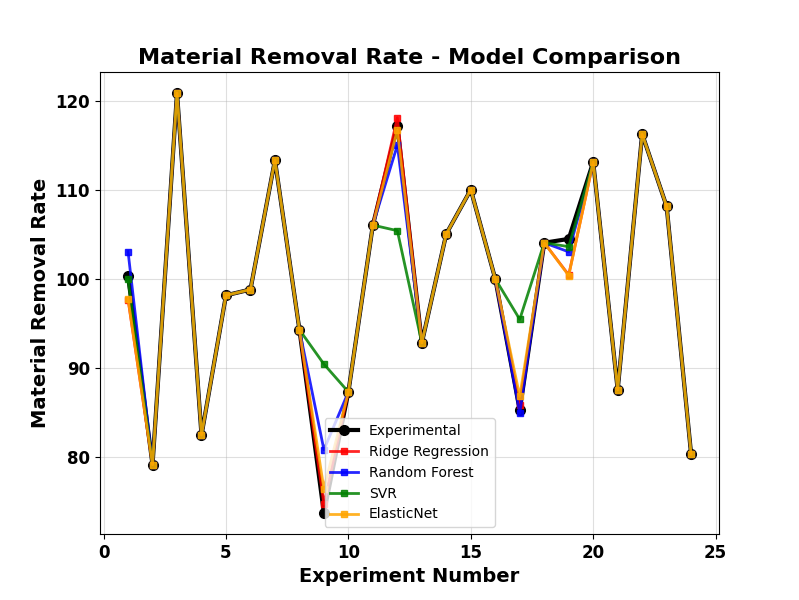 Material Removal Rate - Model Comparison
Material Removal Rate
120
110
100
90
80
Experimental
Ridge Regression
Random Forest
SVR
ElasticNet
0 5 10 15 20 25
Experiment Number